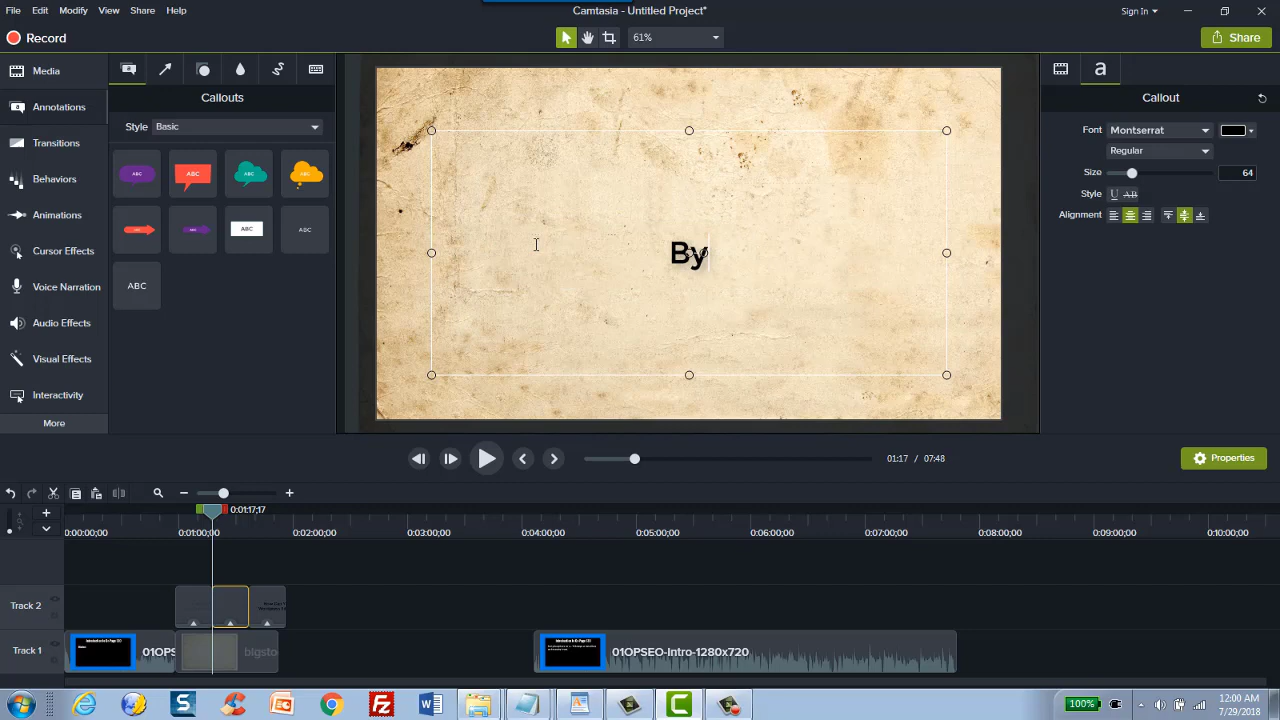 Camtasia - Untitled Project*
File Edit Modify View Share Help
Sign In
Record
61%
Share
Media
Annotations
Transitions
Behaviors
Animations
Cursor Effects
Voice Narration
Audio Effects
Visual Effects
Interactivity
More
Callouts
Style Basic
ABC ABC ABC ABC
ABC ABC
ABC
By
a
Callout
Font Montserrat
Regular
Size 64
Style U AB
Alignment
01:17 / 07:48
Properties
0:01:17;17
0:00:00;00 0:01:00;00 0:02:00;00 0:03:00;00 0:04:00;00 0:05:00;00 0:06:00;00 0:07:00;00 0:08:00;00 0:09:00;00 0:10:00;00
Track 2
Track 1
01OPS
bigsto
01OPSEO-Intro-1280x720
100%
12:00 AM
7/29/2018